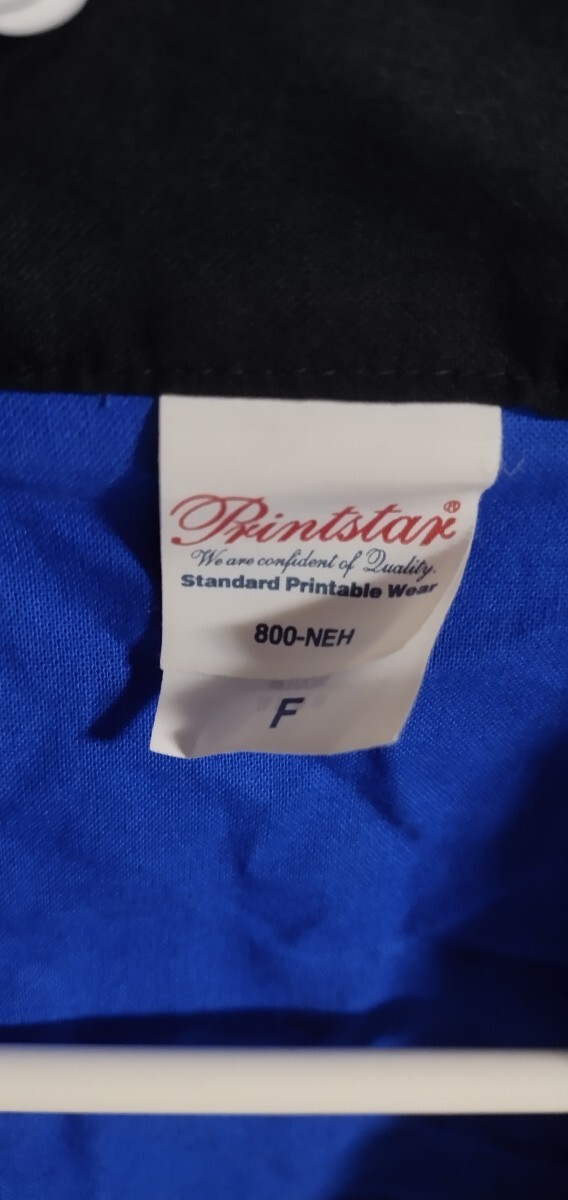 Printstar®
We are confident of Quality.
Standard Printable Wear
800-NEH
F